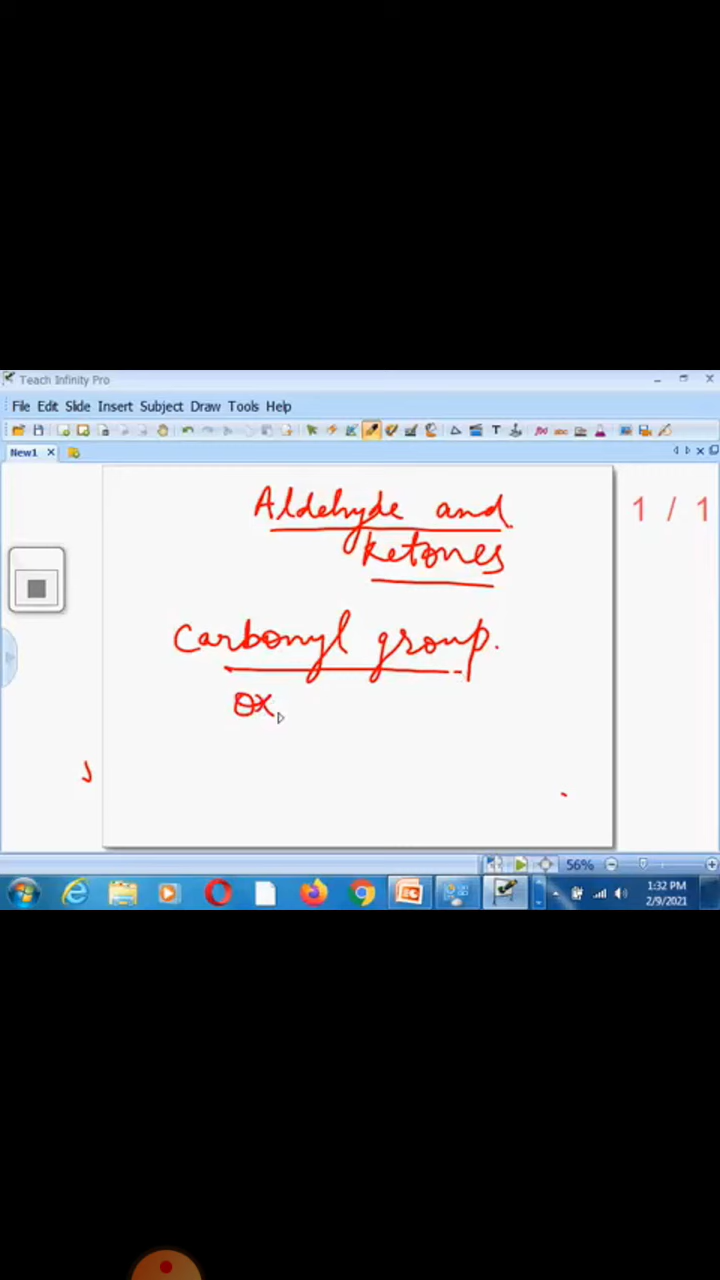 Teach Infinity Pro
File Edit Slide Insert Subject Draw Tools Help
New1
1 / 1
Aldehyde and
ketones
Carbonyl group.
ox
56%
1:32 PM
2/9/2021